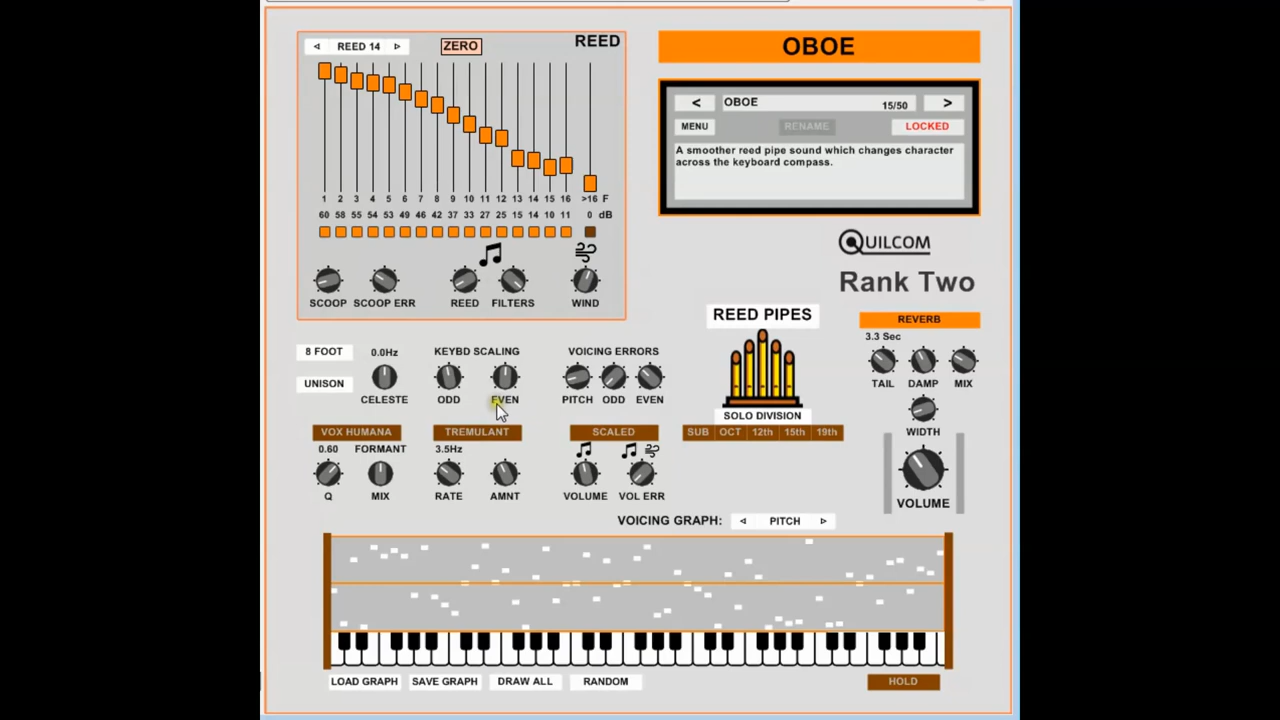 REED 14
ZERO
REED
1 2 3 4 5 6 7 8 9 10 11 12 13 14 15 16 >16 F
60 58 55 54 53 49 46 42 37 33 27 25 15 14 10 11 0 dB
SCOOP SCOOP ERR REED FILTERS WIND
OBOE
< OBOE 15/50 >
MENU RENAME LOCKED
A smoother reed pipe sound which changes character
across the keyboard compass.
QUILCOM
Rank Two
REED PIPES
SOLO DIVISION
SUB OCT 12th 15th 19th
REVERB
3.3 Sec
TAIL DAMP MIX
WIDTH
VOLUME
8 FOOT 0.0Hz KEYBD SCALING VOICING ERRORS
UNISON
CELESTE ODD EVEN PITCH ODD EVEN
VOX HUMANA TREMULANT SCALED
0.60 FORMANT 3.5Hz
Q MIX RATE AMNT VOLUME VOL ERR
VOICING GRAPH: PITCH
LOAD GRAPH SAVE GRAPH DRAW ALL RANDOM HOLD